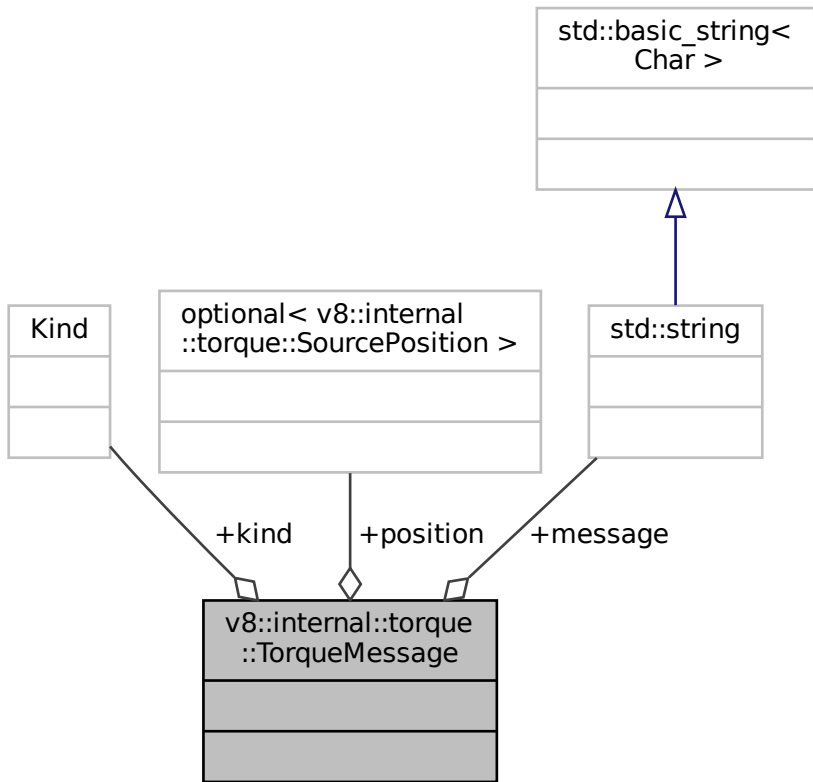 std::basic_string<
Char >
Kind
optional< v8::internal
::torque::SourcePosition >
std::string
+kind
+position
+message
v8::internal::torque
::TorqueMessage